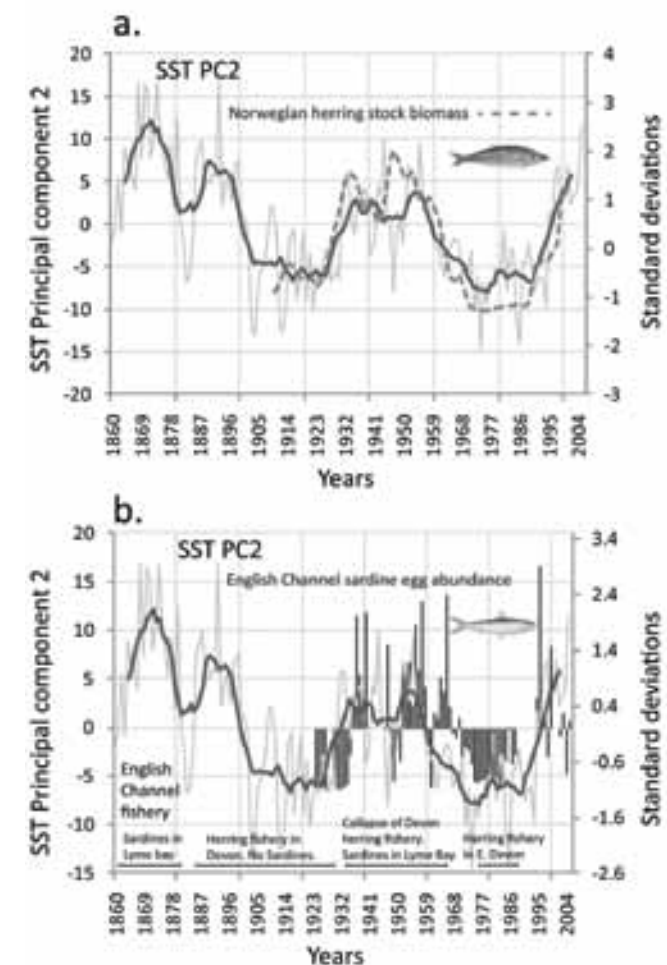 a.
20
15
10
5
0
-5
-10
-15
-20
4
3
2
1
0
-1
-2
-3
SST PC2
Norwegian herring stock biomass
SST Principal component 2
Standard deviations
1860
1869
1878
1887
1896
1905
1914
1923
1932
1941
1950
1959
1968
1977
1986
1995
2004
Years
b.
20
15
10
5
0
-5
-10
-15
3.4
2.4
1.4
0.4
-0.6
-1.6
-2.6
SST PC2
English Channel sardine egg abundance
SST Principal component 2
Standard deviations
English
Channel
fishery
Sardines in
Lyme bay
Herring fishery in
Devon. No Sardines.
Collapse of Devon
herring fishery.
Sardines in Lyme Bay
Herring fishery
in E. Devon
1860
1869
1878
1887
1896
1905
1914
1923
1932
1941
1950
1959
1968
1977
1986
1995
2004
Years